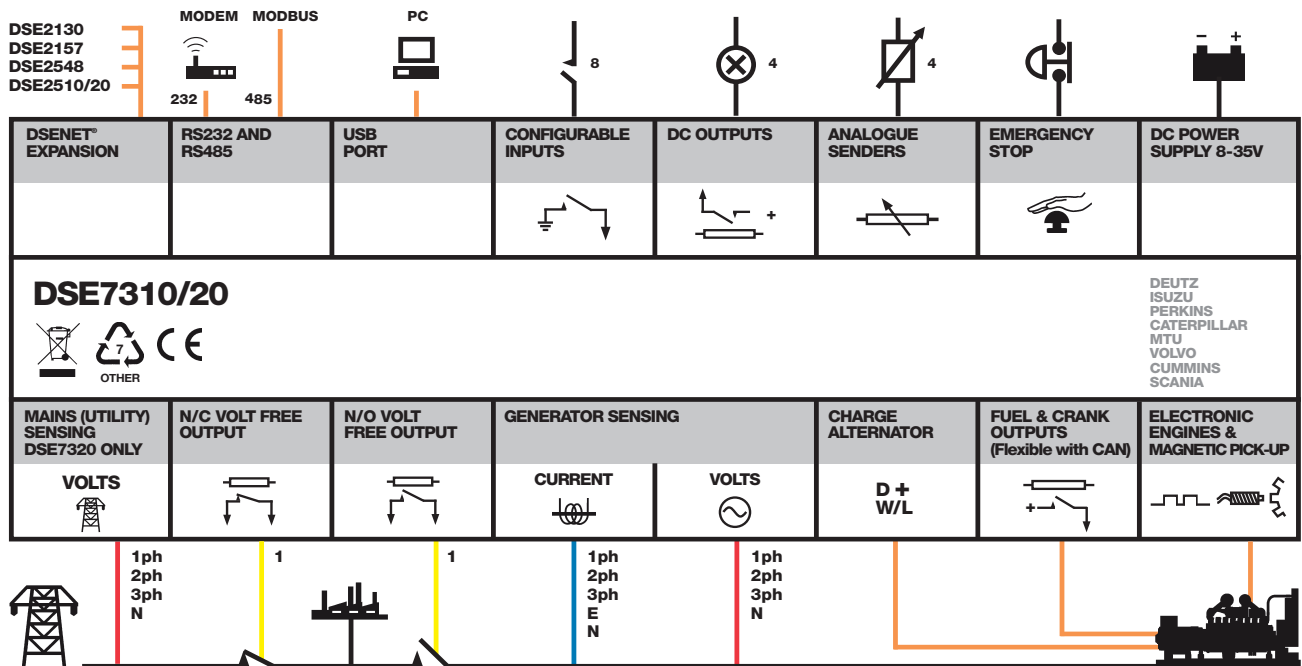 DSE2130
DSE2157
DSE2548
DSE2510/20
MODEM
MODBUS
PC
232
485
8
4
4
- +
DSENET®
EXPANSION
RS232 AND
RS485
USB
PORT
CONFIGURABLE
INPUTS
DC OUTPUTS
ANALOGUE
SENDERS
EMERGENCY
STOP
DC POWER
SUPPLY 8-35V
+
DSE7310/20
7
OTHER
CE
DEUTZ
ISUZU
PERKINS
CATERPILLAR
MTU
VOLVO
CUMMINS
SCANIA
MAINS (UTILITY)
SENSING
DSE7320 ONLY
VOLTS
N/C VOLT FREE
OUTPUT
N/O VOLT
FREE OUTPUT
GENERATOR SENSING
CURRENT
VOLTS
CHARGE
ALTERNATOR
D+
W/L
FUEL & CRANK
OUTPUTS
(Flexible with CAN)
+
ELECTRONIC
ENGINES &
MAGNETIC PICK-UP
1ph
2ph
3ph
N
1
1
1ph
2ph
3ph
E
N
1ph
2ph
3ph
N